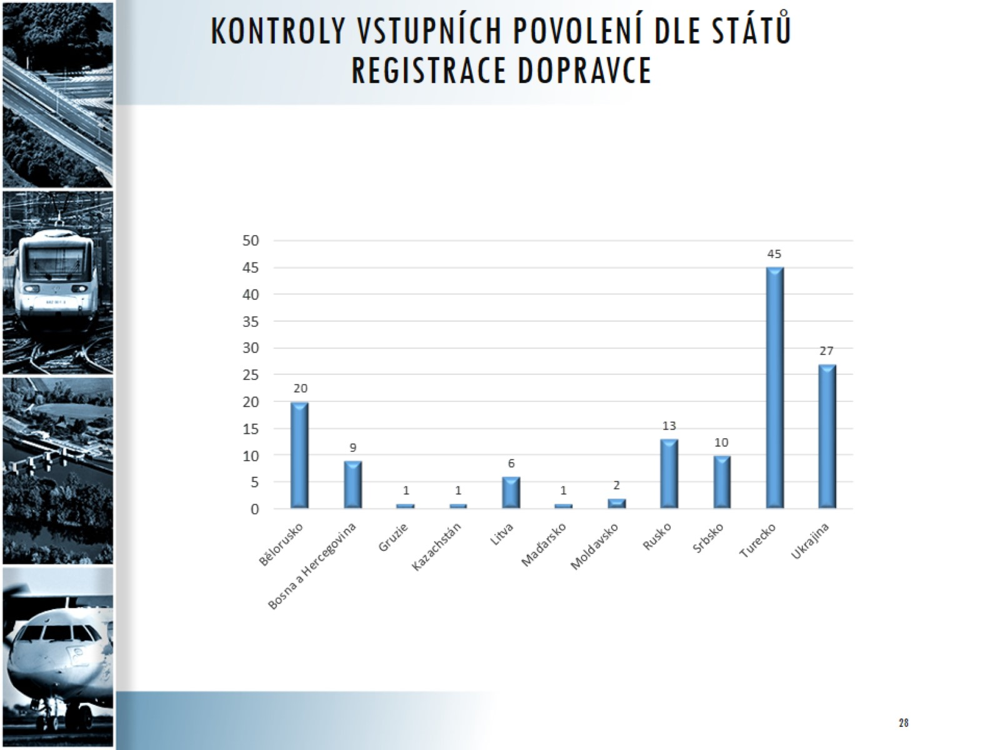 KONTROLY VSTUPNÍCH POVOLENÍ DLE STÁTŮ
REGISTRACE DOPRAVCE
50
45
40
35
30
25
20
15
10
5
0
20
9
1
1
6
1
2
13
10
45
27
Bělorusko
Bosna a Hercegovina
Gruzie
Kazachstán
Litva
Maďarsko
Moldavsko
Rusko
Srbsko
Turecko
Ukrajina
28